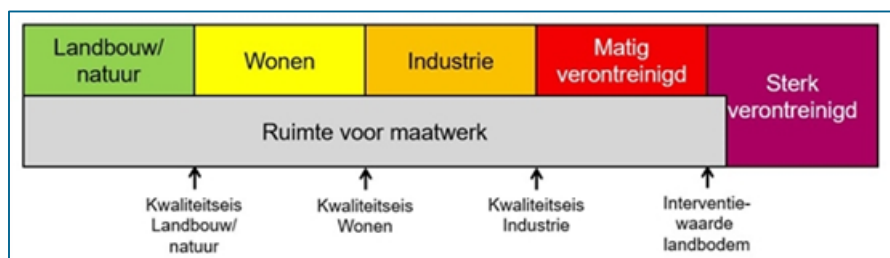 Landbouw/
natuur
Wonen
Industrie
Matig
verontreinigd
Sterk
verontreinigd
Ruimte voor maatwerk
Kwaliteitseis
Landbouw/
natuur
Kwaliteitseis
Wonen
Kwaliteitseis
Industrie
Interventie-
waarde
landbodem